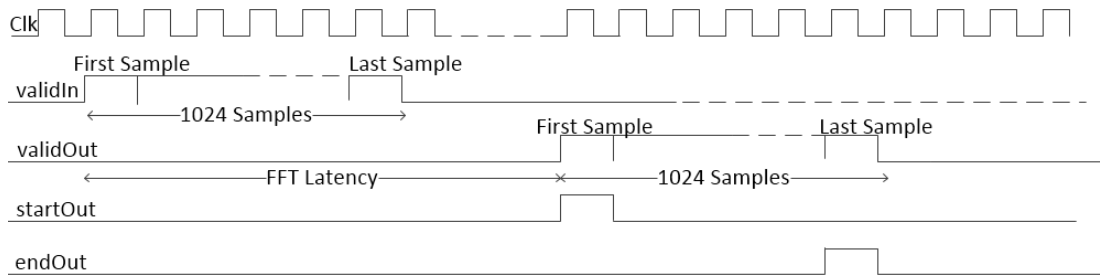 Clk
First Sample
Last Sample
validIn
1024 Samples
First Sample
Last Sample
validOut
FFT Latency
1024 Samples
startOut
endOut